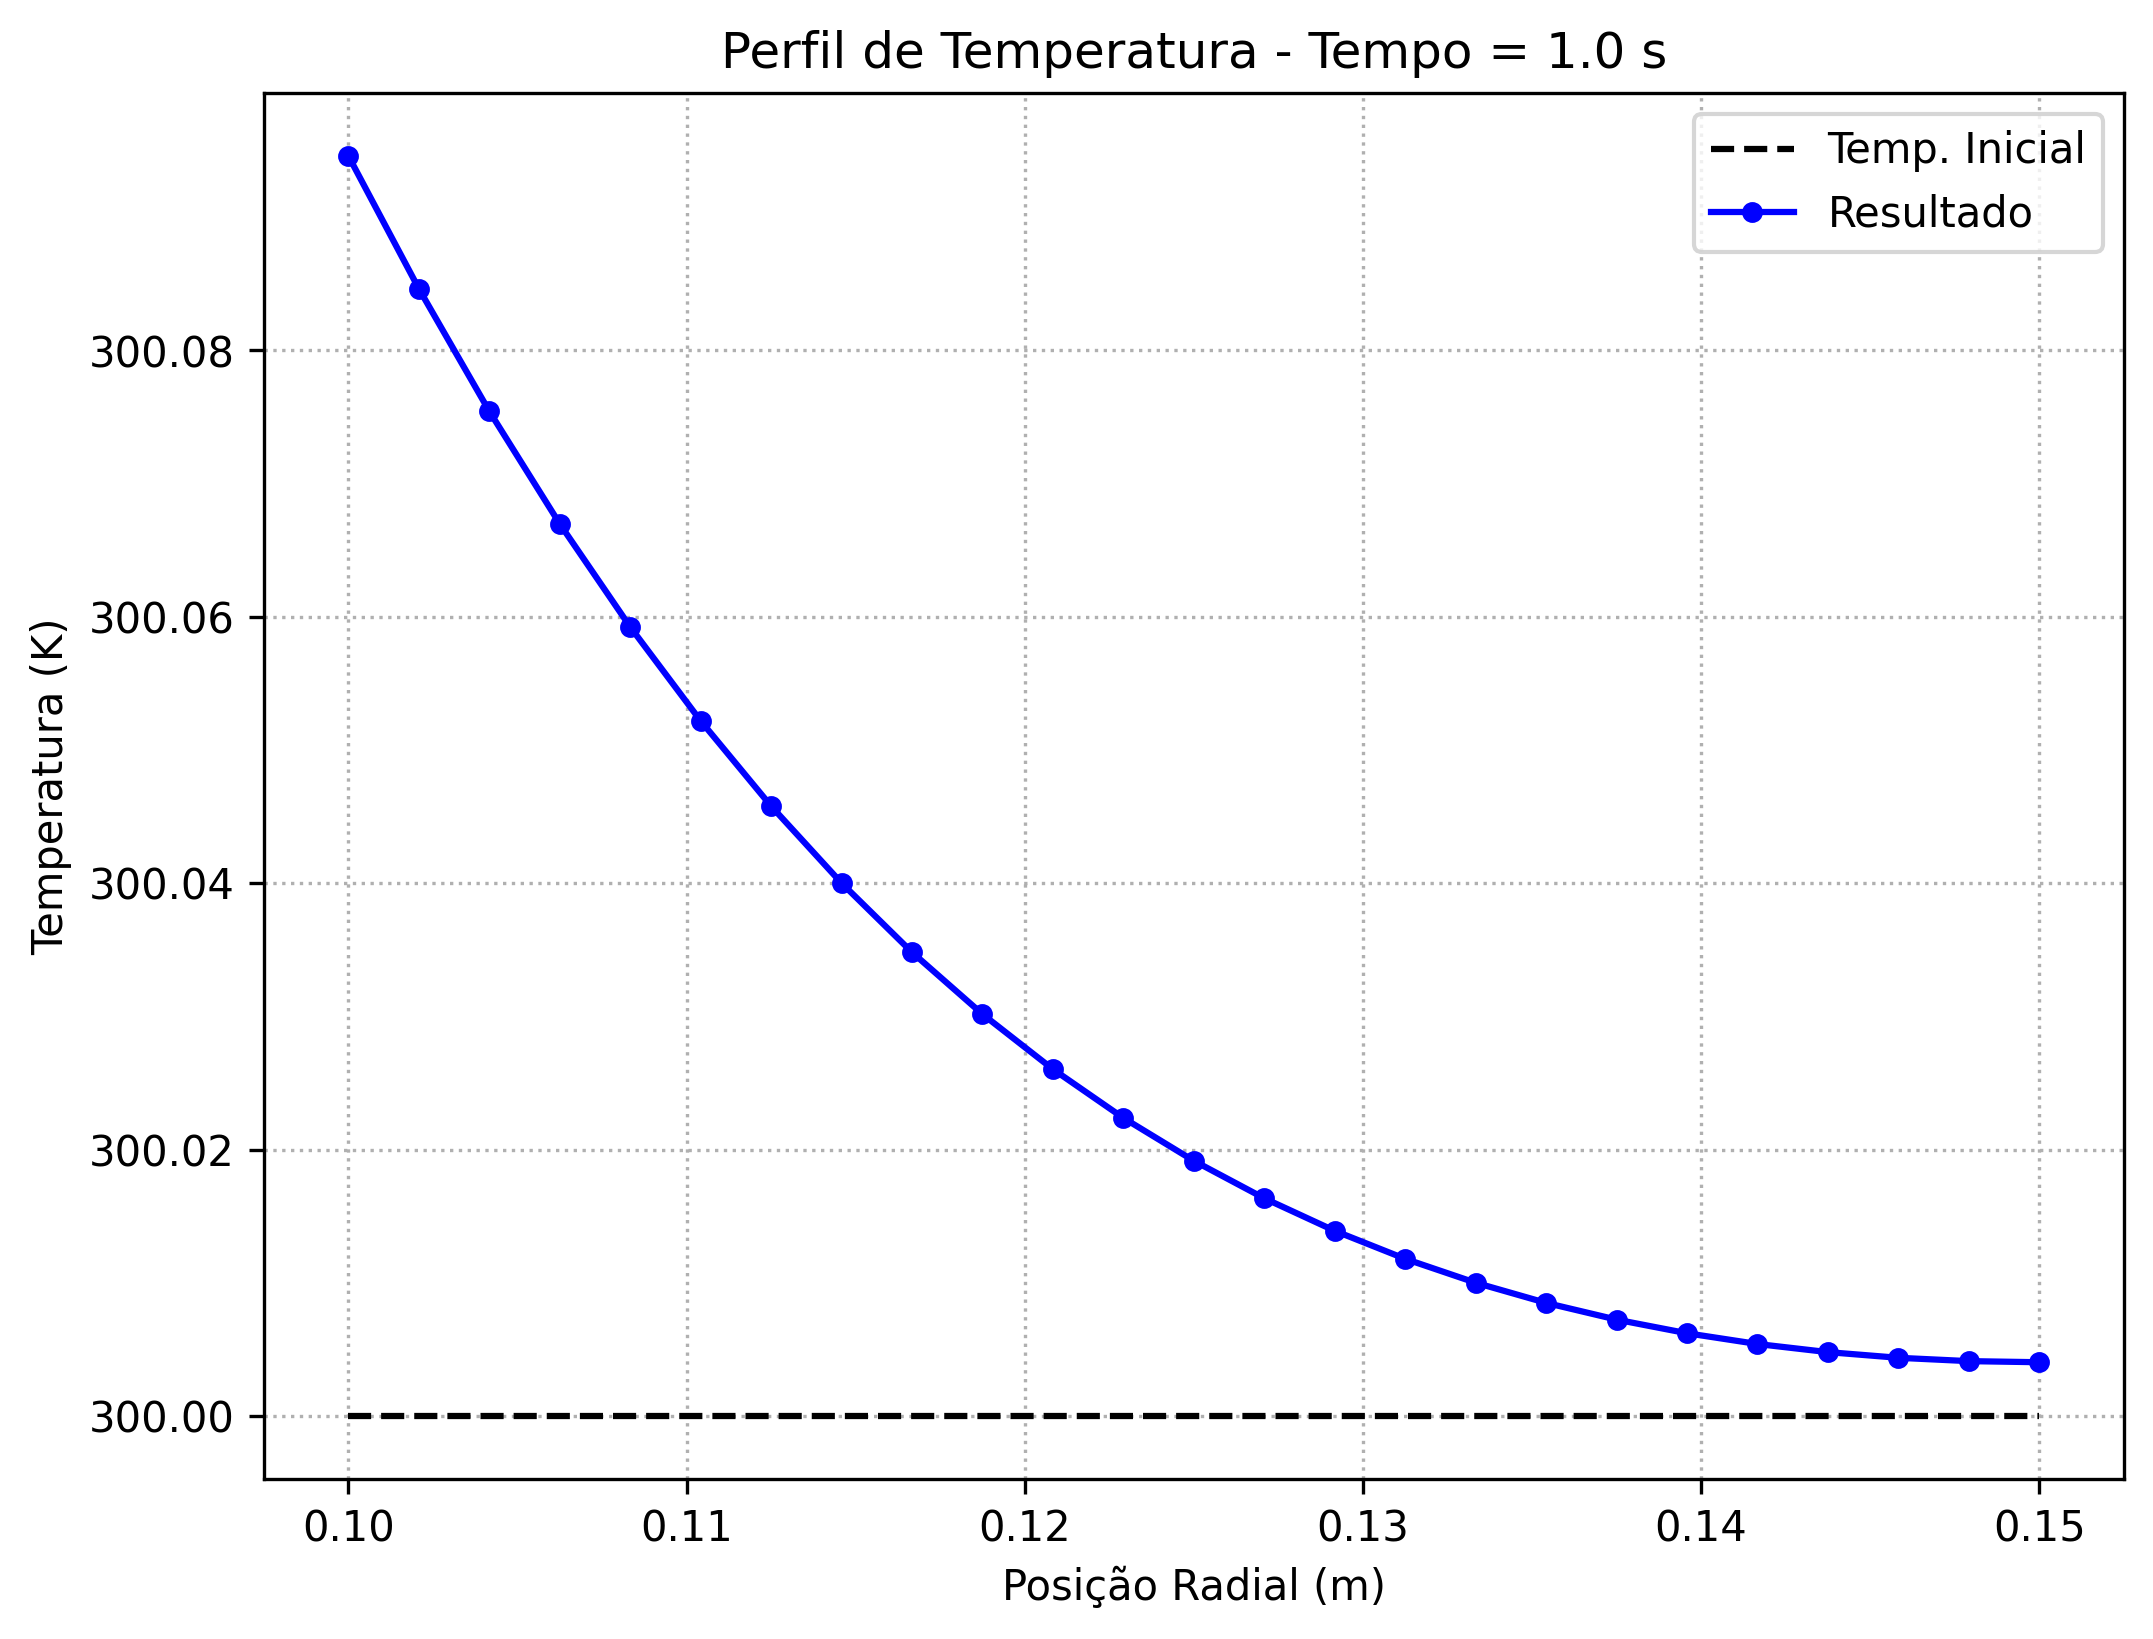 Perfil de Temperatura - Tempo = 1.0 s
Temp. Inicial
Resultado
Temperatura (K)
300.08
300.06
300.04
300.02
300.00
0.10 0.11 0.12 0.13 0.14 0.15
Posição Radial (m)